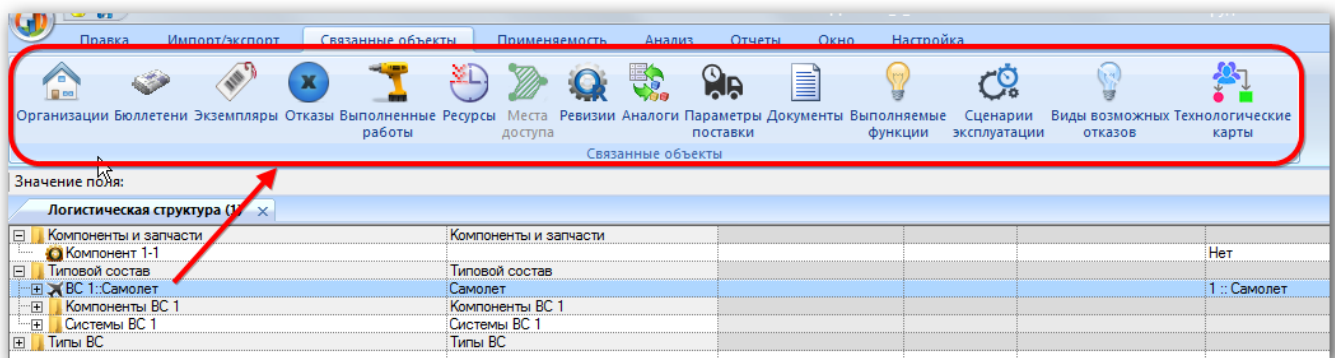 Правка Импорт/экспорт Связанные объекты Применяемость Анализ Отчеты Окно Настройка
Организации Бюллетени Экземпляры Отказы Выполненные работы Ресурсы Места доступа Ревизии Аналоги Параметры поставки Документы Выполняемые функции Сценарии эксплуатации Виды возможных отказов Технологические карты
Связанные объекты
Значение поля:
Логистическая структура (1)
Компоненты и запчасти Компоненты и запчасти
Компонент 1-1 Нет
Типовой состав Типовой состав
ВС 1::Самолет Самолет 1 :: Самолет
Компоненты ВС 1 Компоненты ВС 1
Системы ВС 1 Системы ВС 1
Типы ВС Типы ВС